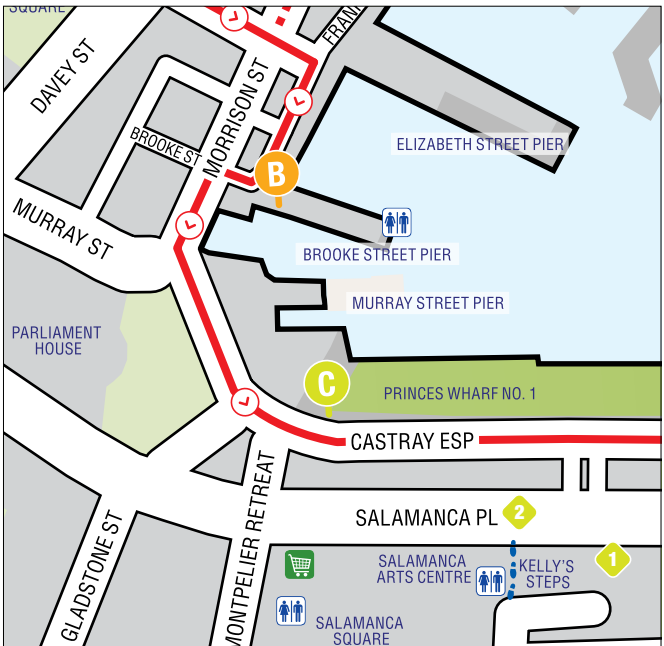 SQUARE
FRAN
DAVEY ST
MORRISON ST
BROOKE ST
ELIZABETH STREET PIER
B
MURRAY ST
BROOKE STREET PIER
MURRAY STREET PIER
PARLIAMENT
HOUSE
C
PRINCES WHARF NO. 1
CASTRAY ESP
SALAMANCA PL
2
MONTPELIER RETREAT
GLADSTONE ST
SALAMANCA
ARTS CENTRE
KELLY'S
STEPS
1
SALAMANCA
SQUARE